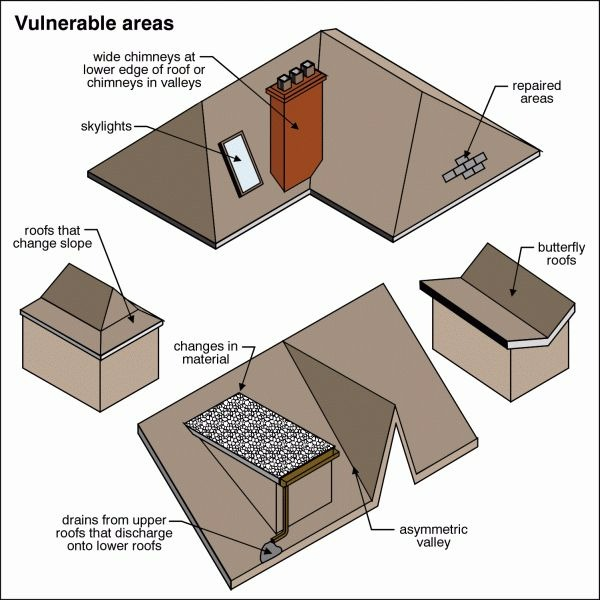 Vulnerable areas
wide chimneys at
lower edge of roof or
chimneys in valleys
repaired
areas
skylights
roofs that
change slope
butterfly
roofs
changes in
material
drains from upper
roofs that discharge
onto lower roofs
asymmetric
valley